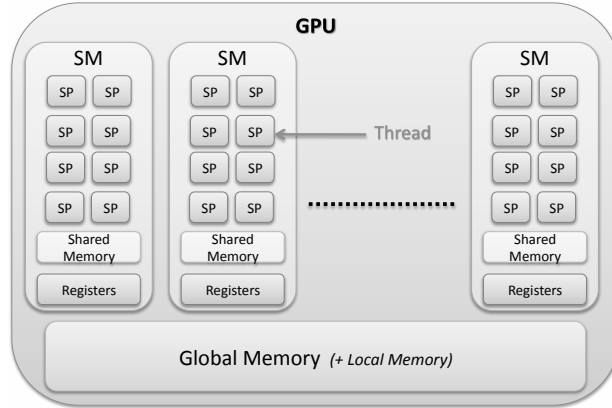 GPU
SM SM SM
SP SP SP SP SP SP
SP SP SP SP SP SP
Thread
SP SP SP SP SP SP
SP SP SP SP SP SP
Shared Memory
Shared Memory
Shared Memory
Registers Registers Registers
Global Memory (+ Local Memory)